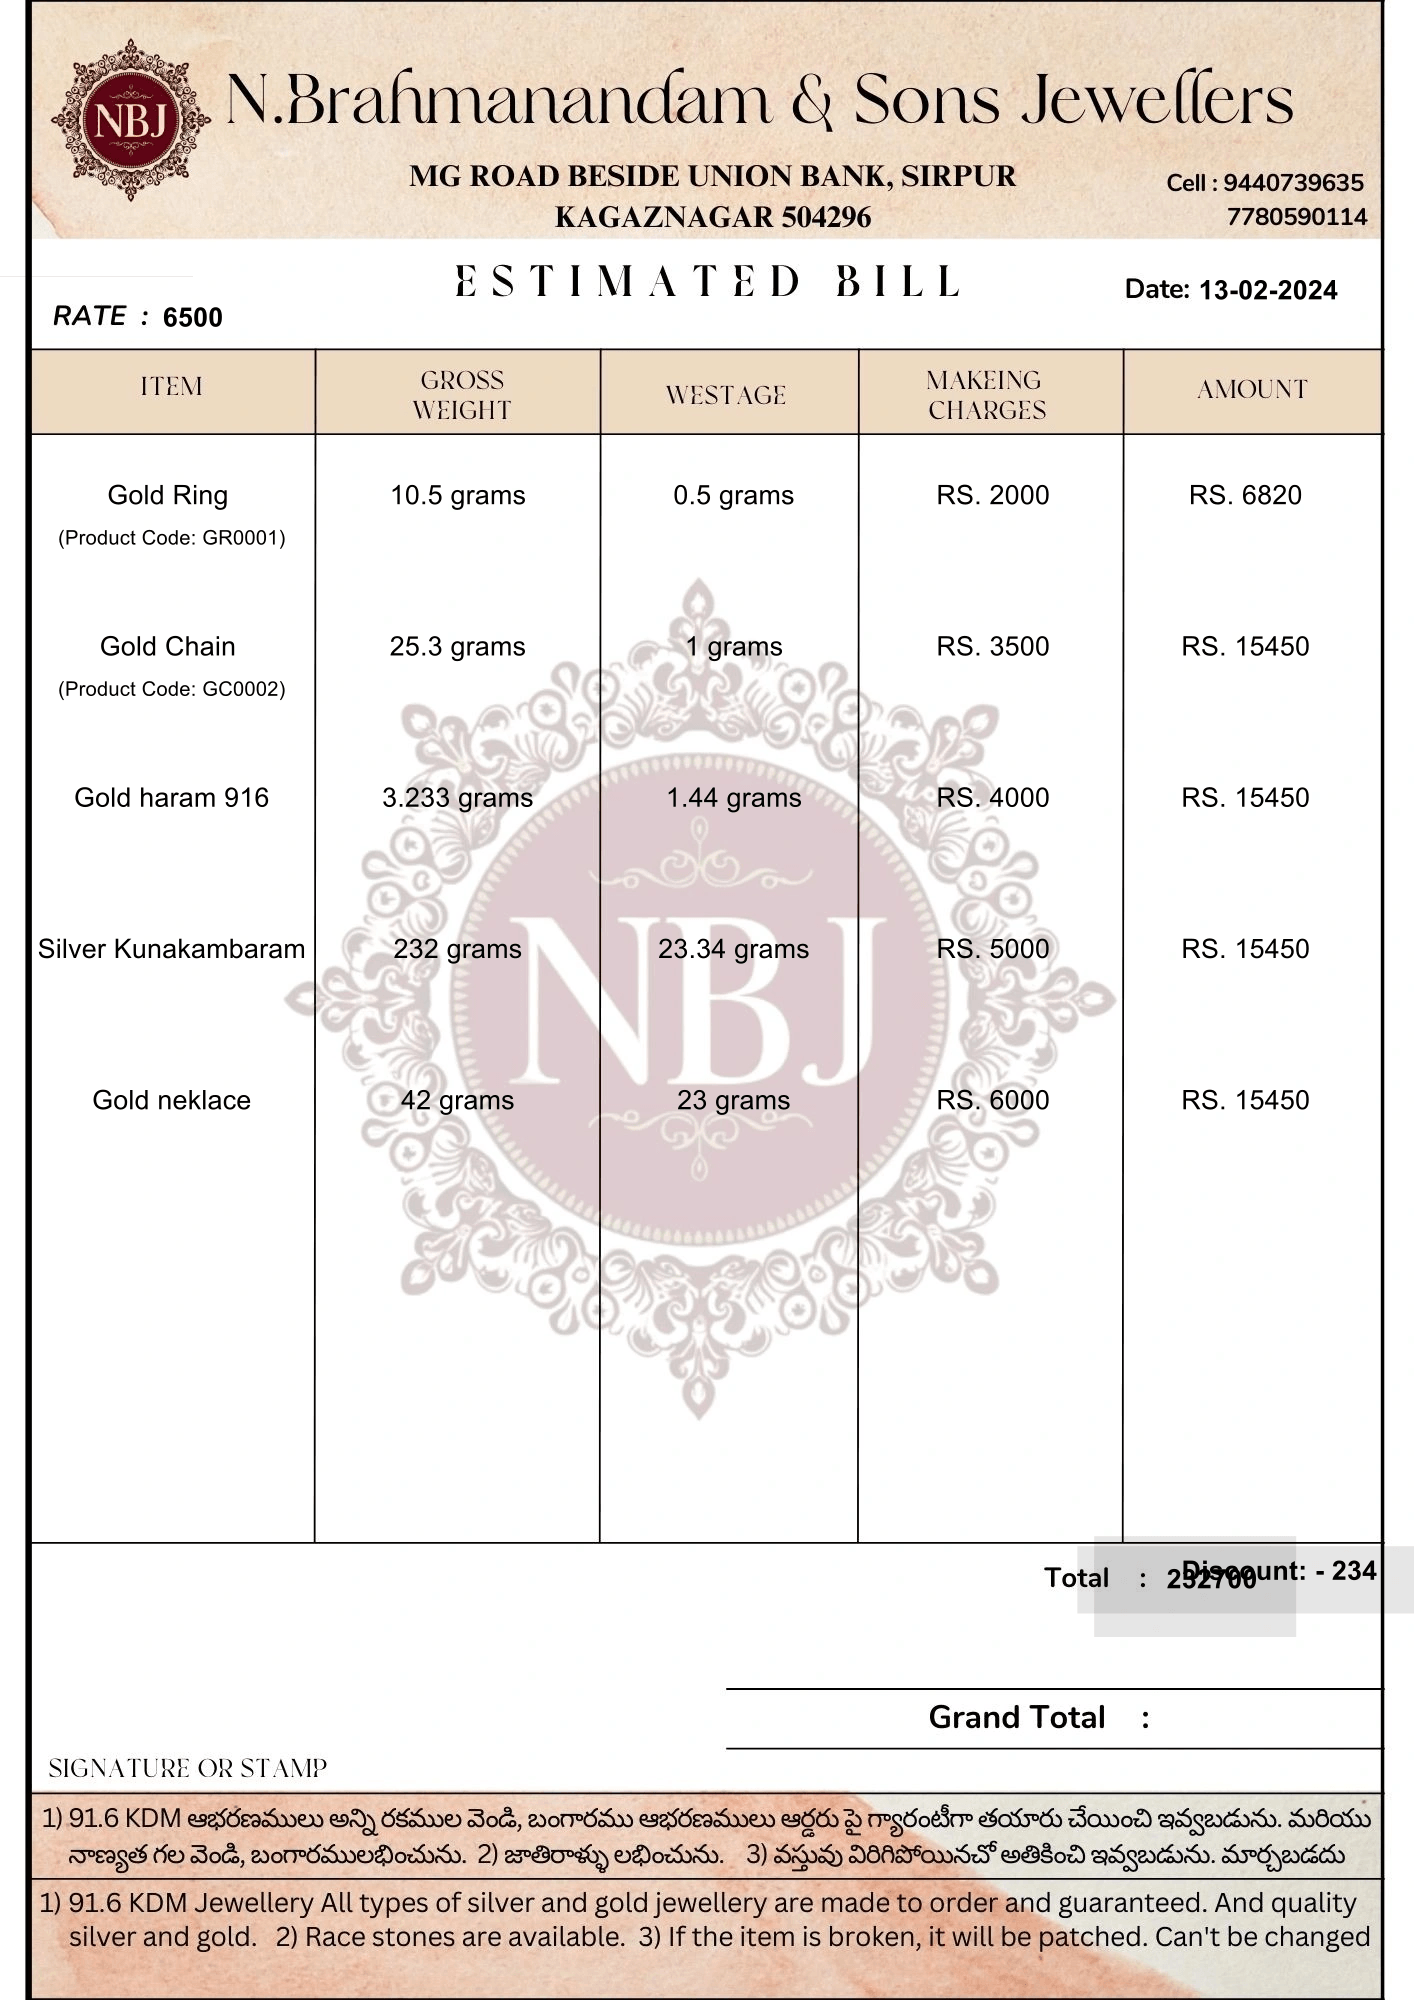 NBJ
N.Brahmanandam & Sons Jewellers
MG ROAD BESIDE UNION BANK, SIRPUR
KAGAZNAGAR 504296
Cell : 9440739635
7780590114
ESTIMATED BILL
Date: 13-02-2024
RATE : 6500
ITEM GROSS WEIGHT WESTAGE MAKEING CHARGES AMOUNT
Gold Ring 10.5 grams 0.5 grams RS. 2000 RS. 6820
(Product Code: GR0001)
Gold Chain 25.3 grams 1 grams RS. 3500 RS. 15450
(Product Code: GC0002)
Gold haram 916 3.233 grams 1.44 grams RS. 4000 RS. 15450
Silver Kunakambaram 232 grams 23.34 grams RS. 5000 RS. 15450
NBJ
Gold neklace 42 grams 23 grams RS. 6000 RS. 15450
Discount: - 234
Total : 232700
Grand Total :
SIGNATURE OR STAMP
1) 91.6 KDM ఆభరణములు అన్ని రకముల వెండి, బంగారము ఆభరణములు ఆర్డరు పై గ్యారంటీగా తయారు చేయించి ఇవ్వబడును. మరియు
నాణ్యత గల వెండి, బంగారములభించును. 2) జాతిరాళ్ళు లభించును. 3) వస్తువు విరిగిపోయినచో అతికించి ఇవ్వబడును. మార్చబడదు
1) 91.6 KDM Jewellery All types of silver and gold jewellery are made to order and guaranteed. And quality
silver and gold. 2) Race stones are available. 3) If the item is broken, it will be patched. Can't be changed